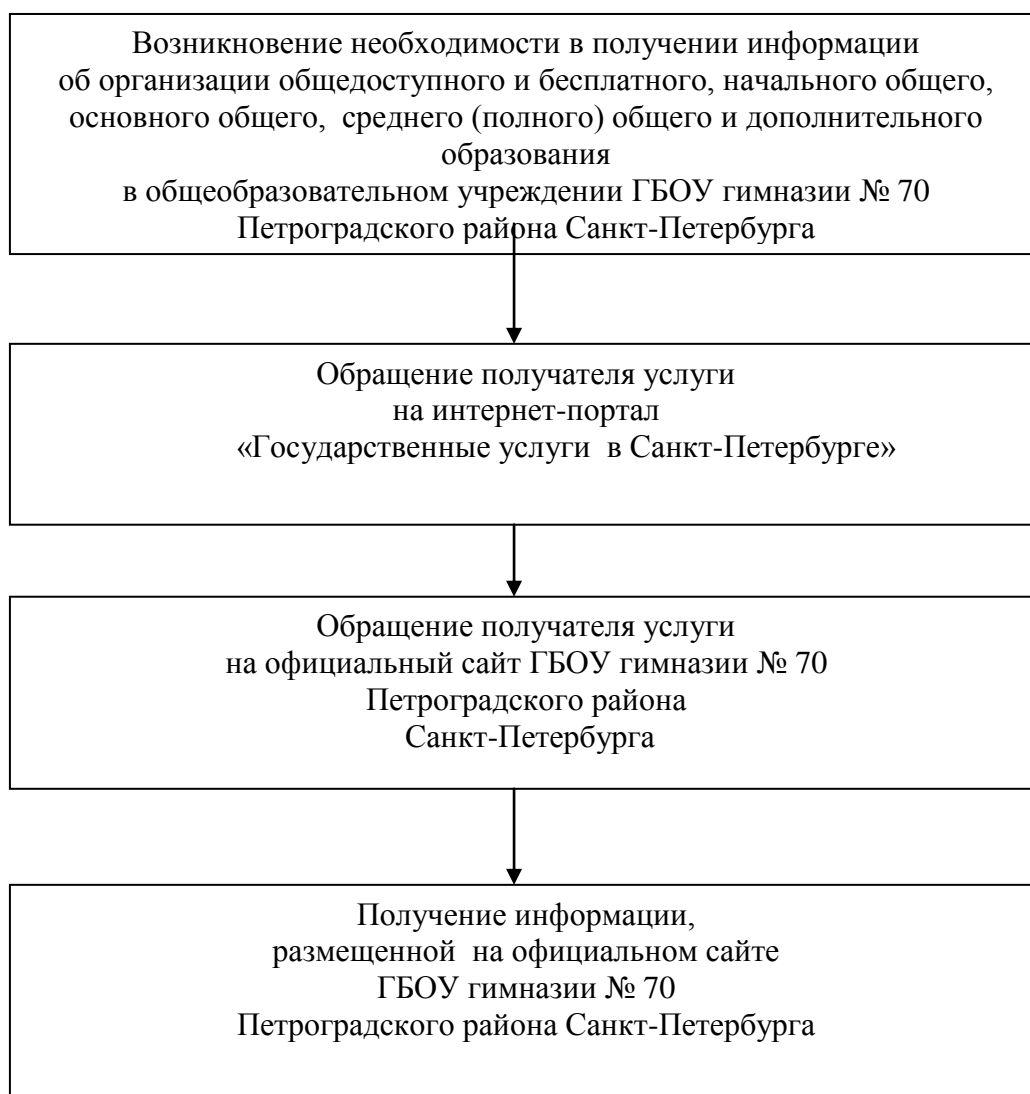 Возникновение необходимости в получении информации
об организации общедоступного и бесплатного, начального общего,
основного общего, среднего (полного) общего и дополнительного
образования
в общеобразовательном учреждении ГБОУ гимназии № 70
Петроградского района Санкт-Петербурга
Обращение получателя услуги
на интернет-портал
«Государственные услуги в Санкт-Петербурге»
Обращение получателя услуги
на официальный сайт ГБОУ гимназии № 70
Петроградского района
Санкт-Петербурга
Получение информации,
размещенной на официальном сайте
ГБОУ гимназии № 70
Петроградского района Санкт-Петербурга